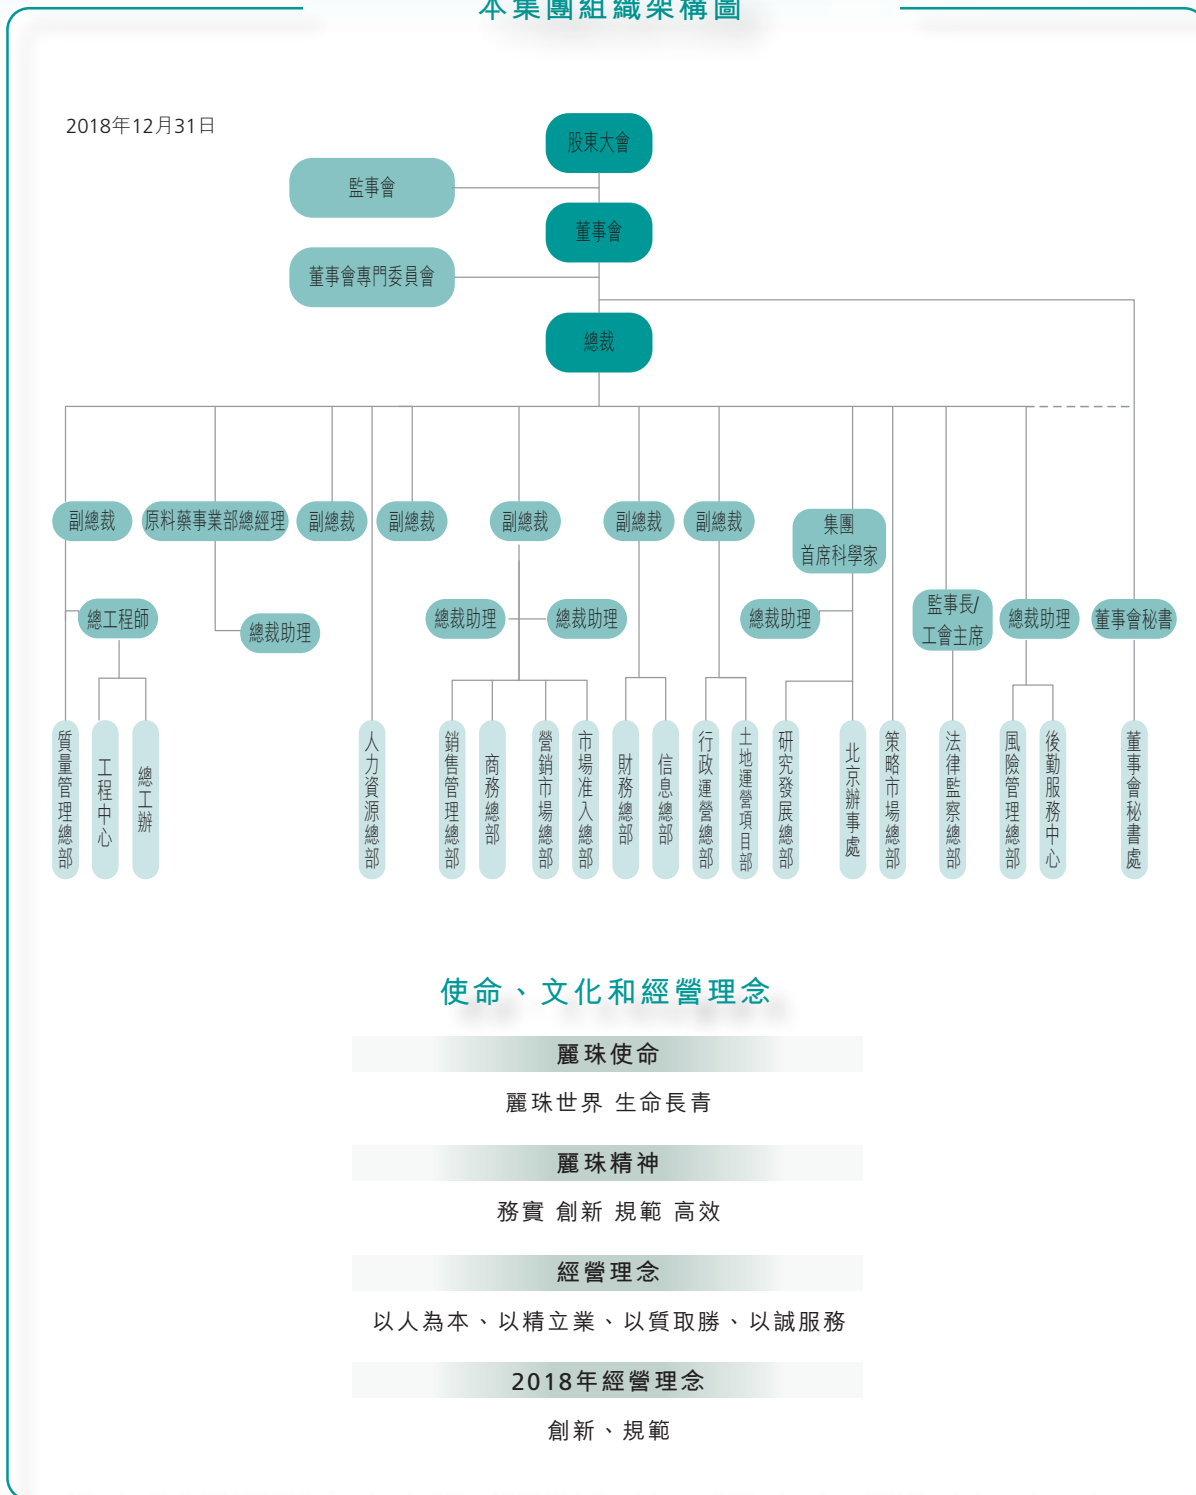 本集團組織架構圖
2018年12月31日
股東大會
監事會
董事會
董事會專門委員會
總裁
副總裁
原料藥事業部總經理
副總裁
副總裁
副總裁
副總裁
副總裁
集團
首席科學家
總工程師
總裁助理
總裁助理
總裁助理
總裁助理
監事長/
工會主席
總裁助理
董事會秘書
質量管理總部
工程中心
總工辦
人力資源總部
銷售管理總部
商務總部
營銷市場總部
市場准入總部
財務總部
信息總部
行政運營總部
土地運營項目部
研究發展總部
北京辦事處
策略市場總部
法律監察總部
風險管理總部
後勤服務中心
董事會秘書處
使命、文化和經營理念
麗珠使命
麗珠世界 生命長青
麗珠精神
務實 創新 規範 高效
經營理念
以人為本、以精立業、以質取勝、以誠服務
2018年經營理念
創新、規範